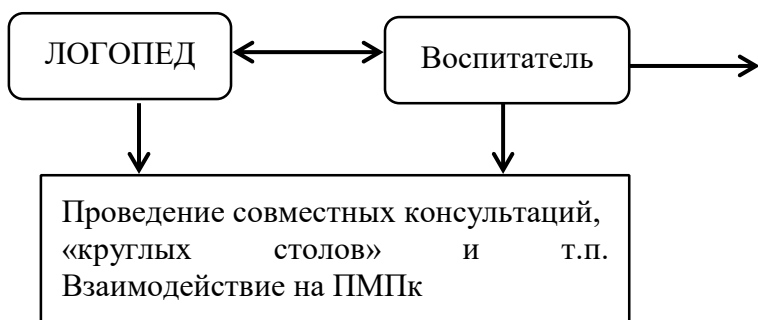 ЛОГОПЕД
Воспитатель
Проведение совместных консультаций,
«круглых столов» и т.п.
Взаимодействие на ПМПк